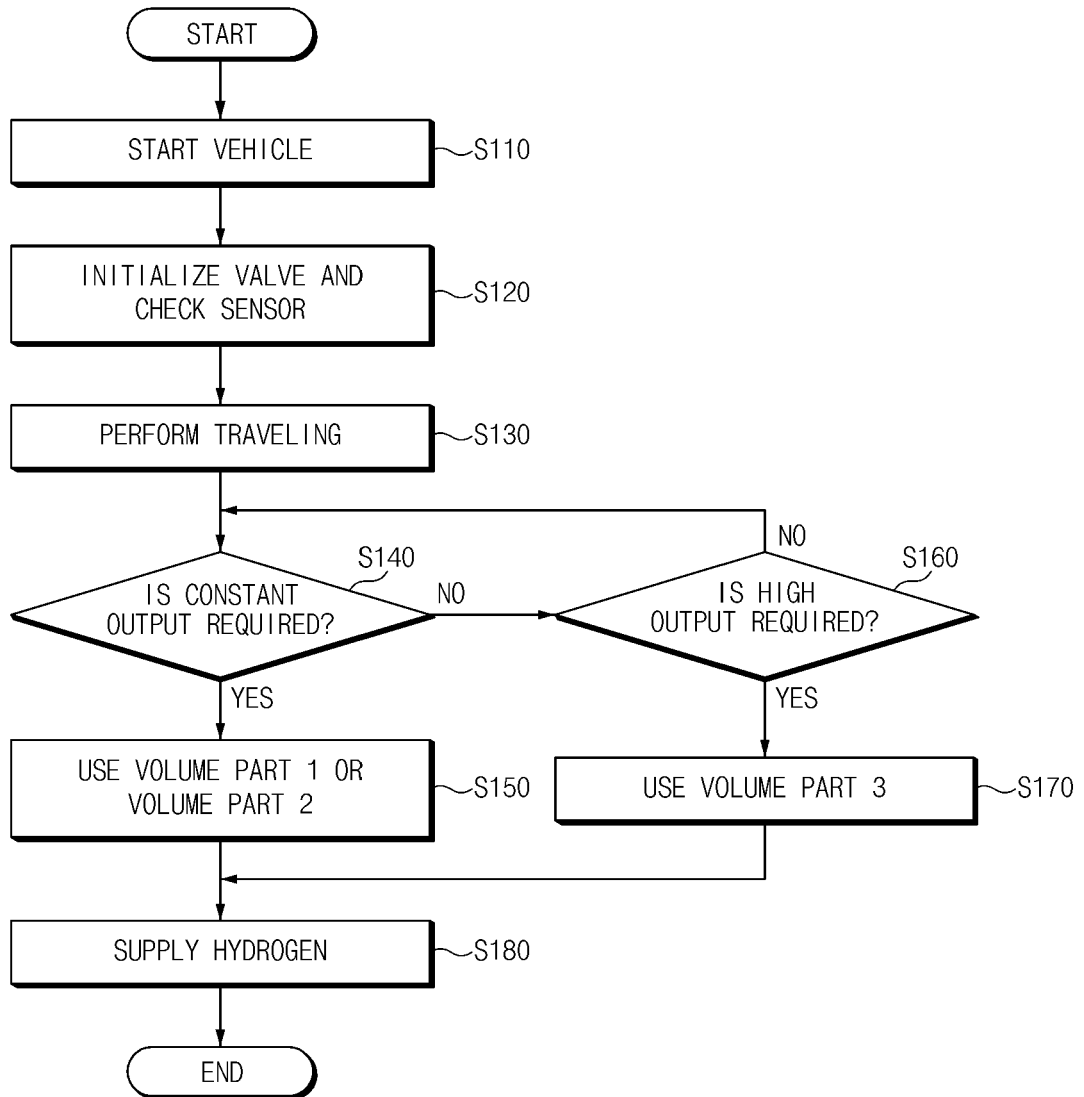 START
START VEHICLE
S110
INITIALIZE VALVE AND
CHECK SENSOR
S120
PERFORM TRAVELING
S130
IS CONSTANT
OUTPUT REQUIRED?
S140
NO
YES
IS HIGH
OUTPUT REQUIRED?
S160
NO
YES
USE VOLUME PART 1 OR
VOLUME PART 2
S150
USE VOLUME PART 3
S170
SUPPLY HYDROGEN
S180
END